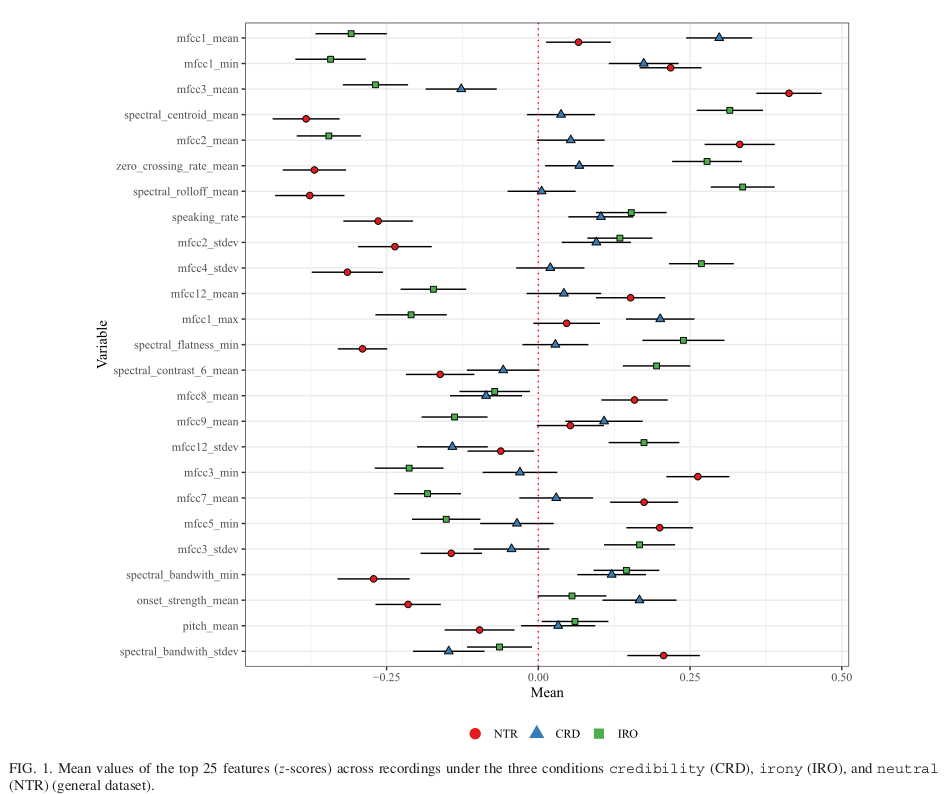 mfcc1_mean
mfcc1_min
mfcc3_mean
spectral_centroid_mean
mfcc2_mean
zero_crossing_rate_mean
spectral_rolloff_mean
speaking_rate
mfcc2_stdev
mfcc4_stdev
mfcc12_mean
mfcc1_max
spectral_flatness_min
spectral_contrast_6_mean
mfcc8_mean
mfcc9_mean
mfcc12_stdev
mfcc3_min
mfcc7_mean
mfcc5_min
mfcc3_stdev
spectral_bandwith_min
onset_strength_mean
pitch_mean
spectral_bandwith_stdev
Variable
−0.25 0.00 0.25 0.50
Mean
NTR CRD IRO
FIG. 1. Mean values of the top 25 features (z-scores) across recordings under the three conditions credibility (CRD), irony (IRO), and neutral
(NTR) (general dataset).